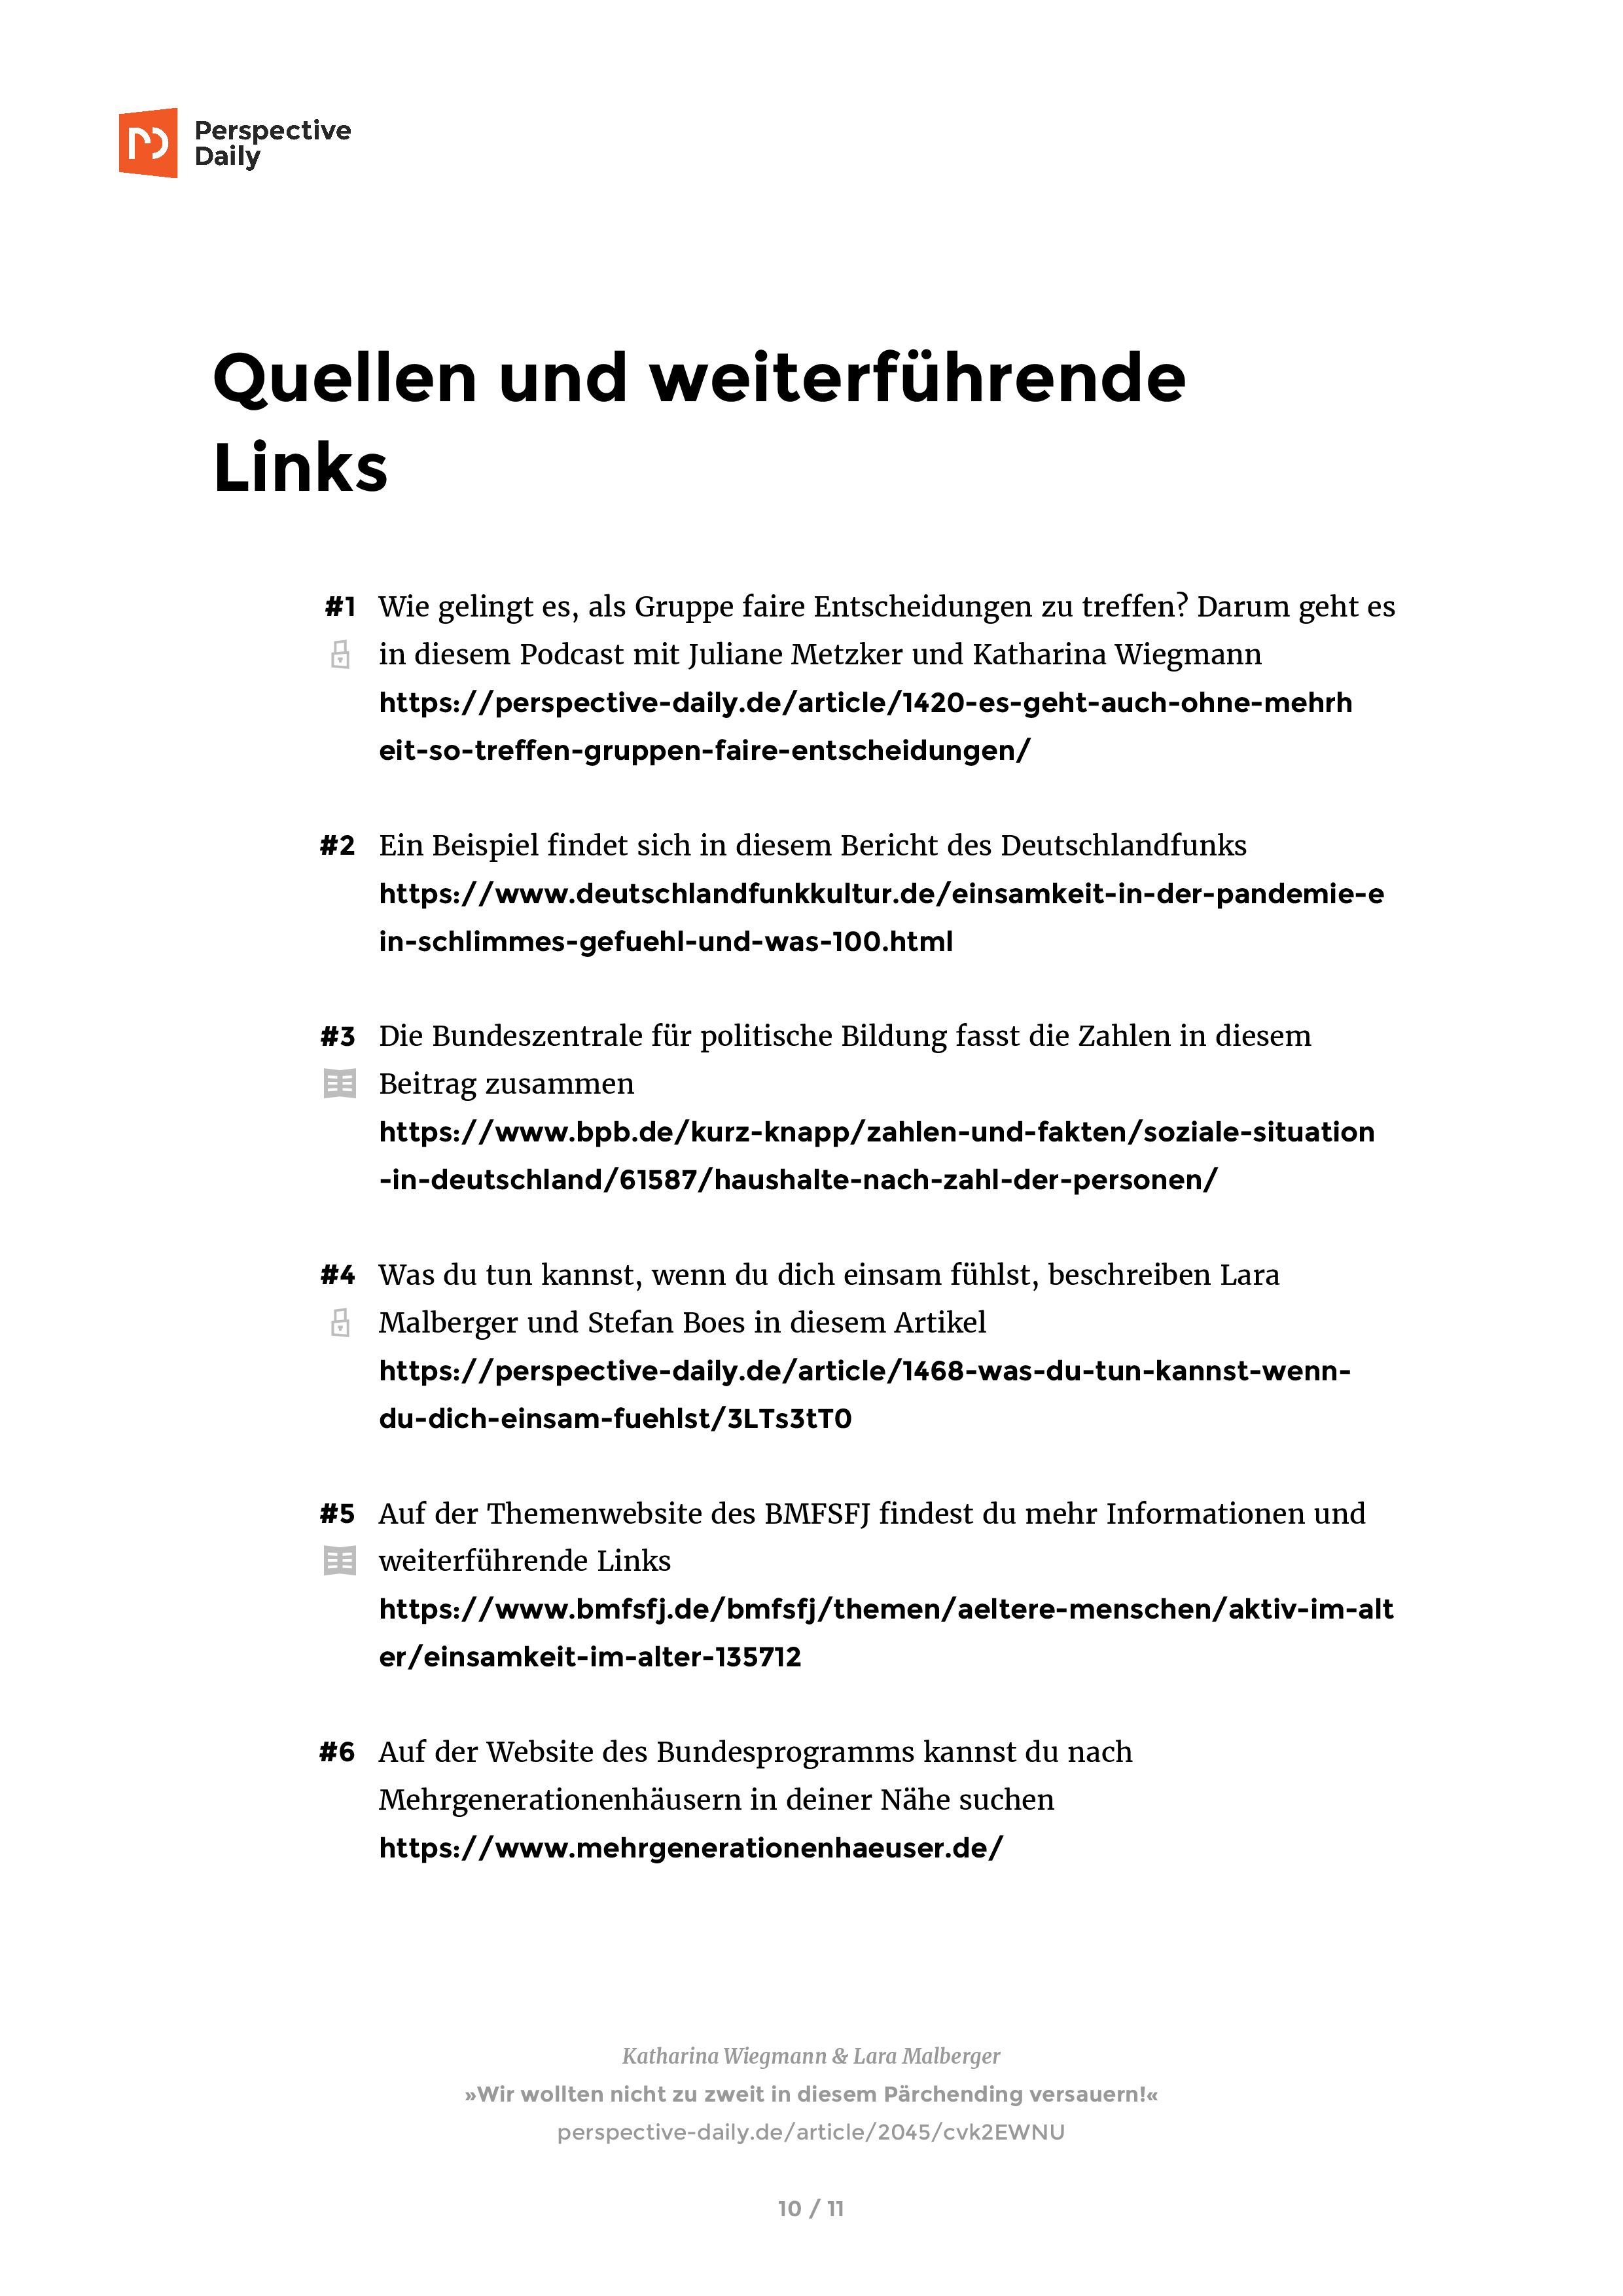 Perspective
Daily
Quellen und weiterführende
Links
#1 Wie gelingt es, als Gruppe faire Entscheidungen zu treffen? Darum geht es
in diesem Podcast mit Juliane Metzker und Katharina Wiegmann
https://perspective-daily.de/article/1420-es-geht-auch-ohne-mehrh
eit-so-treffen-gruppen-faire-entscheidungen/
#2 Ein Beispiel findet sich in diesem Bericht des Deutschlandfunks
https://www.deutschlandfunkkultur.de/einsamkeit-in-der-pandemie-e
in-schlimmes-gefuehl-und-was-100.html
#3 Die Bundeszentrale für politische Bildung fasst die Zahlen in diesem
Beitrag zusammen
https://www.bpb.de/kurz-knapp/zahlen-und-fakten/soziale-situation
-in-deutschland/61587/haushalte-nach-zahl-der-personen/
#4 Was du tun kannst, wenn du dich einsam fühlst, beschreiben Lara
Malberger und Stefan Boes in diesem Artikel
https://perspective-daily.de/article/1468-was-du-tun-kannst-wenn-
du-dich-einsam-fuehlst/3LTs3tT0
#5 Auf der Themenwebsite des BMFSFJ findest du mehr Informationen und
weiterführende Links
https://www.bmfsfj.de/bmfsfj/themen/aeltere-menschen/aktiv-im-alt
er/einsamkeit-im-alter-135712
#6 Auf der Website des Bundesprogramms kannst du nach
Mehrgenerationenhäusern in deiner Nähe suchen
https://www.mehrgenerationenhaeuser.de/
Katharina Wiegmann & Lara Malberger
»Wir wollten nicht zu zweit in diesem Pärchending versauern!«
perspective-daily.de/article/2045/cvk2EWNU
10 / 11